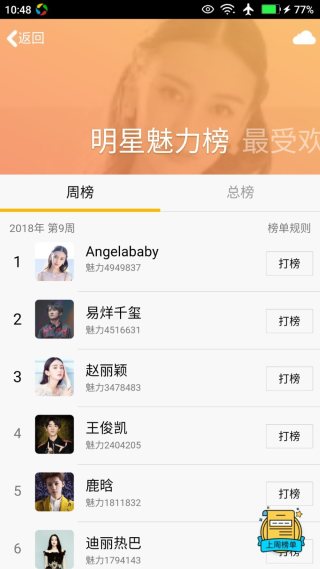 10:48
77%
返回
明星魅力榜 最受欢
周榜
总榜
2018年 第9周
榜单规则
1
Angelababy
魅力4949837
打榜
2
易烊千玺
魅力4516631
打榜
3
赵丽颖
魅力3478483
打榜
4
王俊凯
魅力2404205
打榜
5
鹿晗
魅力1811832
打榜
6
迪丽热巴
魅力1794143
打榜
上周榜单